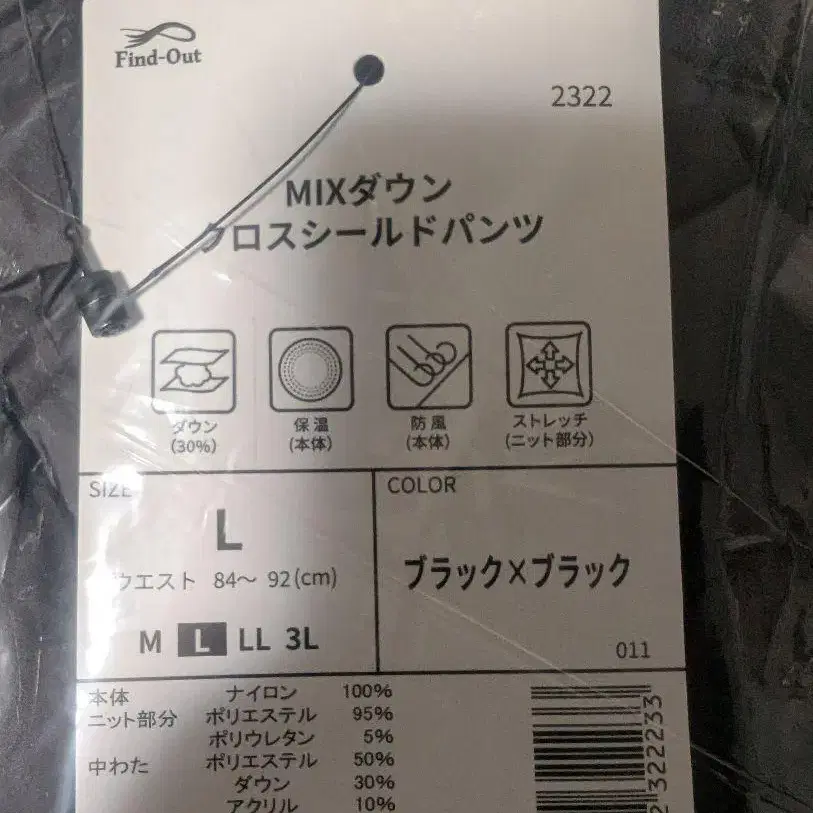 Find-Out
2322
MIXダウン
クロスシールドパンツ
ダウン
(30%)
保温
(本体)
防風
(本体)
ストレッチ
(ニット部分)
SIZE
L
ウエスト 84～ 92(cm)
M L LL 3L
COLOR
ブラック×ブラック
011
本体 ナイロン 100%
ニット部分 ポリエステル 95%
ポリウレタン 5%
中わた ポリエステル 50%
ダウン 30%
アクリル 10%
2322233